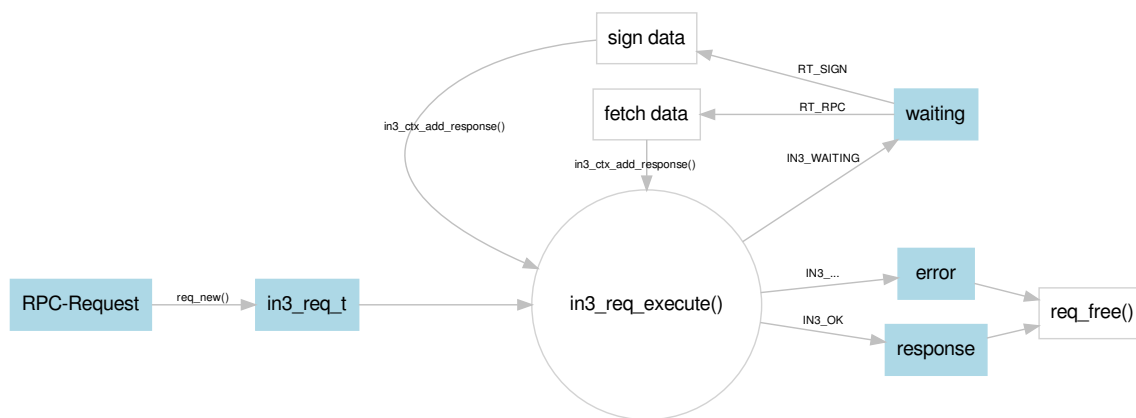 sign data
RT_SIGN
fetch data
RT_RPC
waiting
in3_ctx_add_response()
in3_ctx_add_response()
IN3_WAITING
RPC-Request
req_new()
in3_req_t
in3_req_execute()
IN3_...
error
IN3_OK
response
req_free()